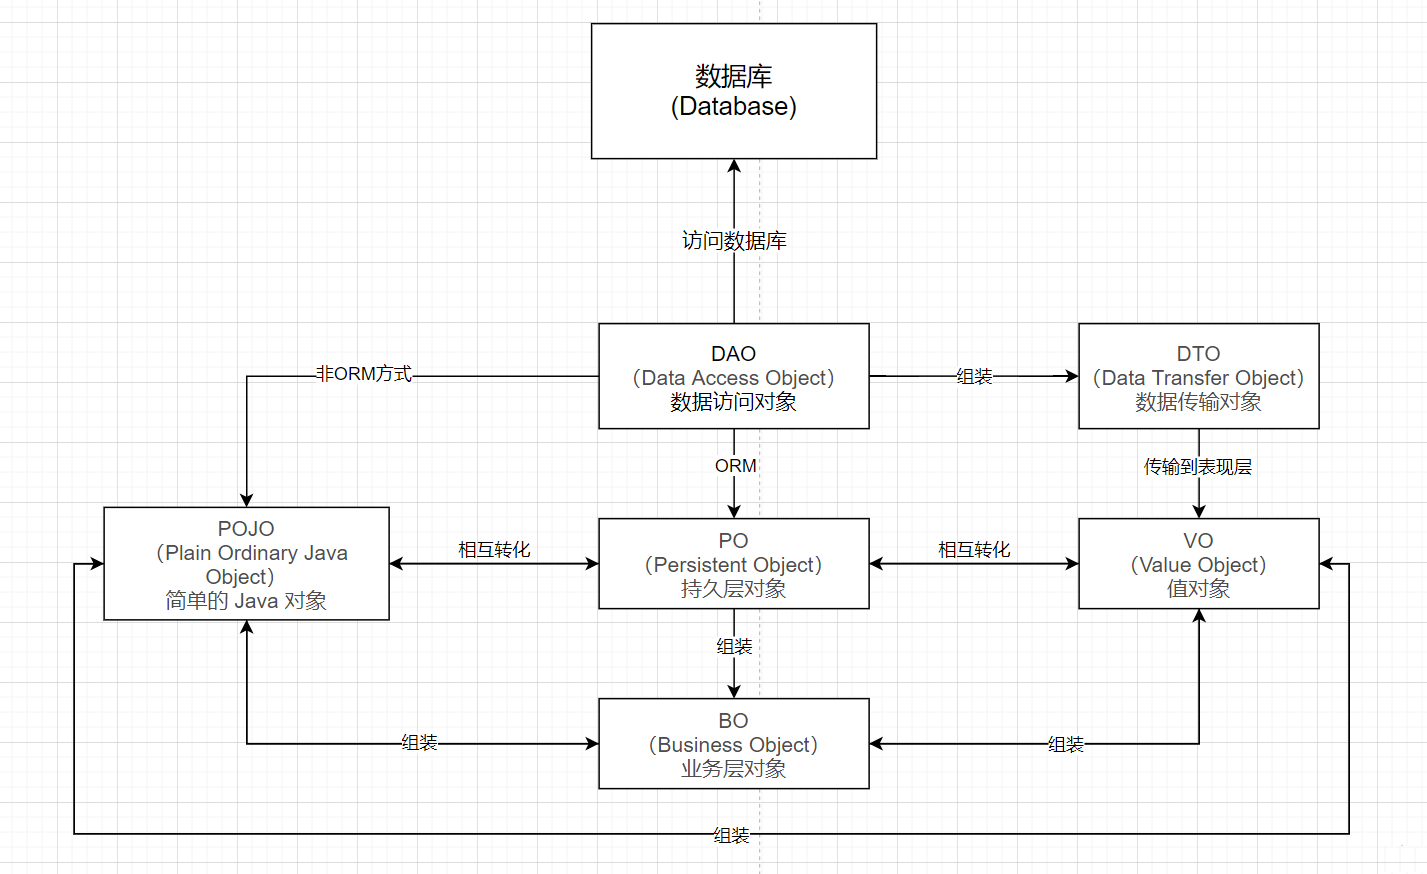 数据库
(Database)
访问数据库
DAO
（Data Access Object）
数据访问对象
非ORM方式
组装
DTO
（Data Transfer Object）
数据传输对象
ORM
传输到表现层
POJO
（Plain Ordinary Java
Object）
简单的 Java 对象
相互转化
PO
（Persistent Object）
持久层对象
相互转化
VO
（Value Object）
值对象
组装
BO
（Business Object）
业务层对象
组装
组装
组装